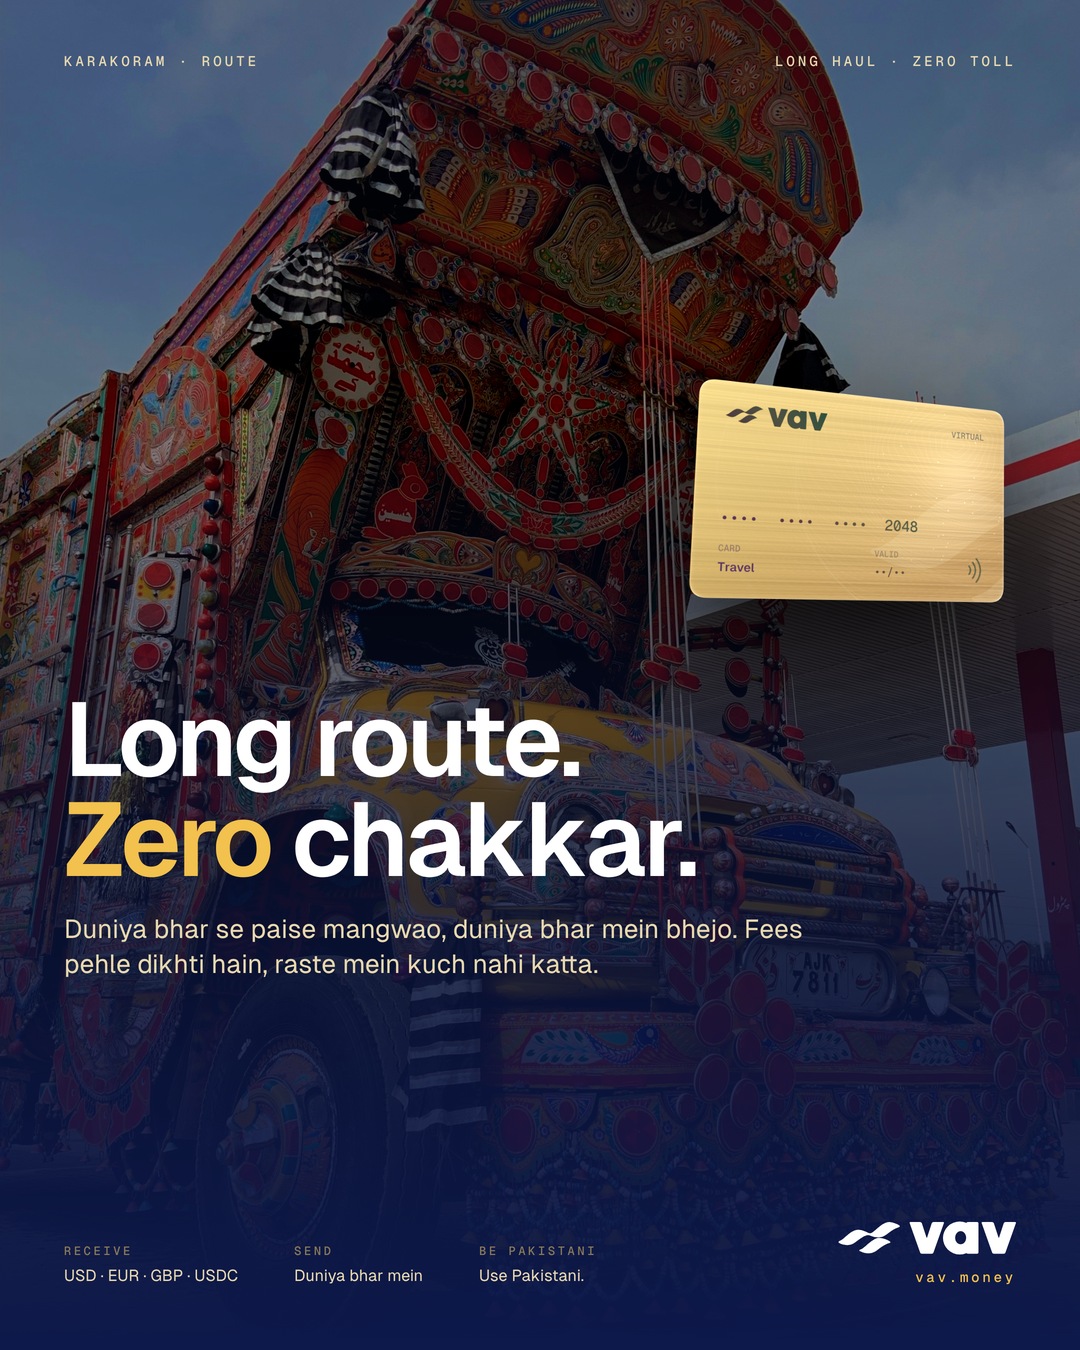 KARAKORAM · ROUTE
LONG HAUL · ZERO TOLL
حسین
vav
VIRTUAL
•••• •••• •••• 2048
CARD
Travel
VALID
••/••
Long route.
Zero chakkar.
Duniya bhar se paise mangwao, duniya bhar mein bhejo. Fees
pehle dikhti hain, raste mein kuch nahi katta.
AJK
7811
RECEIVE
USD · EUR · GBP · USDC
SEND
Duniya bhar mein
BE PAKISTANI
Use Pakistani.
vav
vav.money